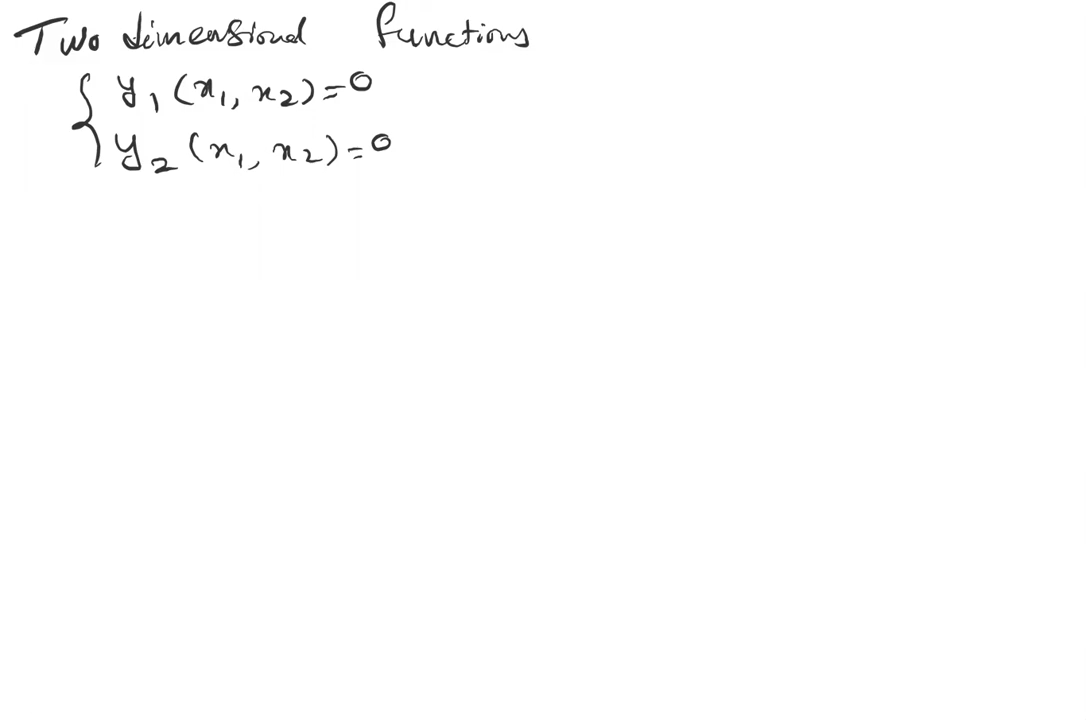 Two dimensional functions
y₁(x₁, x₂)=0
y₂(x₁, x₂)=0